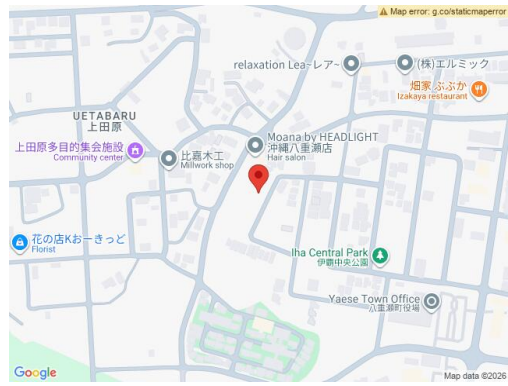 Map error: g.co/staticmaperror
relaxation Lea~レア~
(株)エルミック
畑家 ぶぶか
Izakaya restaurant
UETABARU
上田原
Moana by HEADLIGHT
沖縄八重瀬店
Hair salon
上田原多目的集会施設
Community center
比嘉木工
Millwork shop
花の店Kおーきっど
Florist
Iha Central Park
伊覇中央公園
Yaese Town Office
八重瀬町役場
Google
Map data ©2026